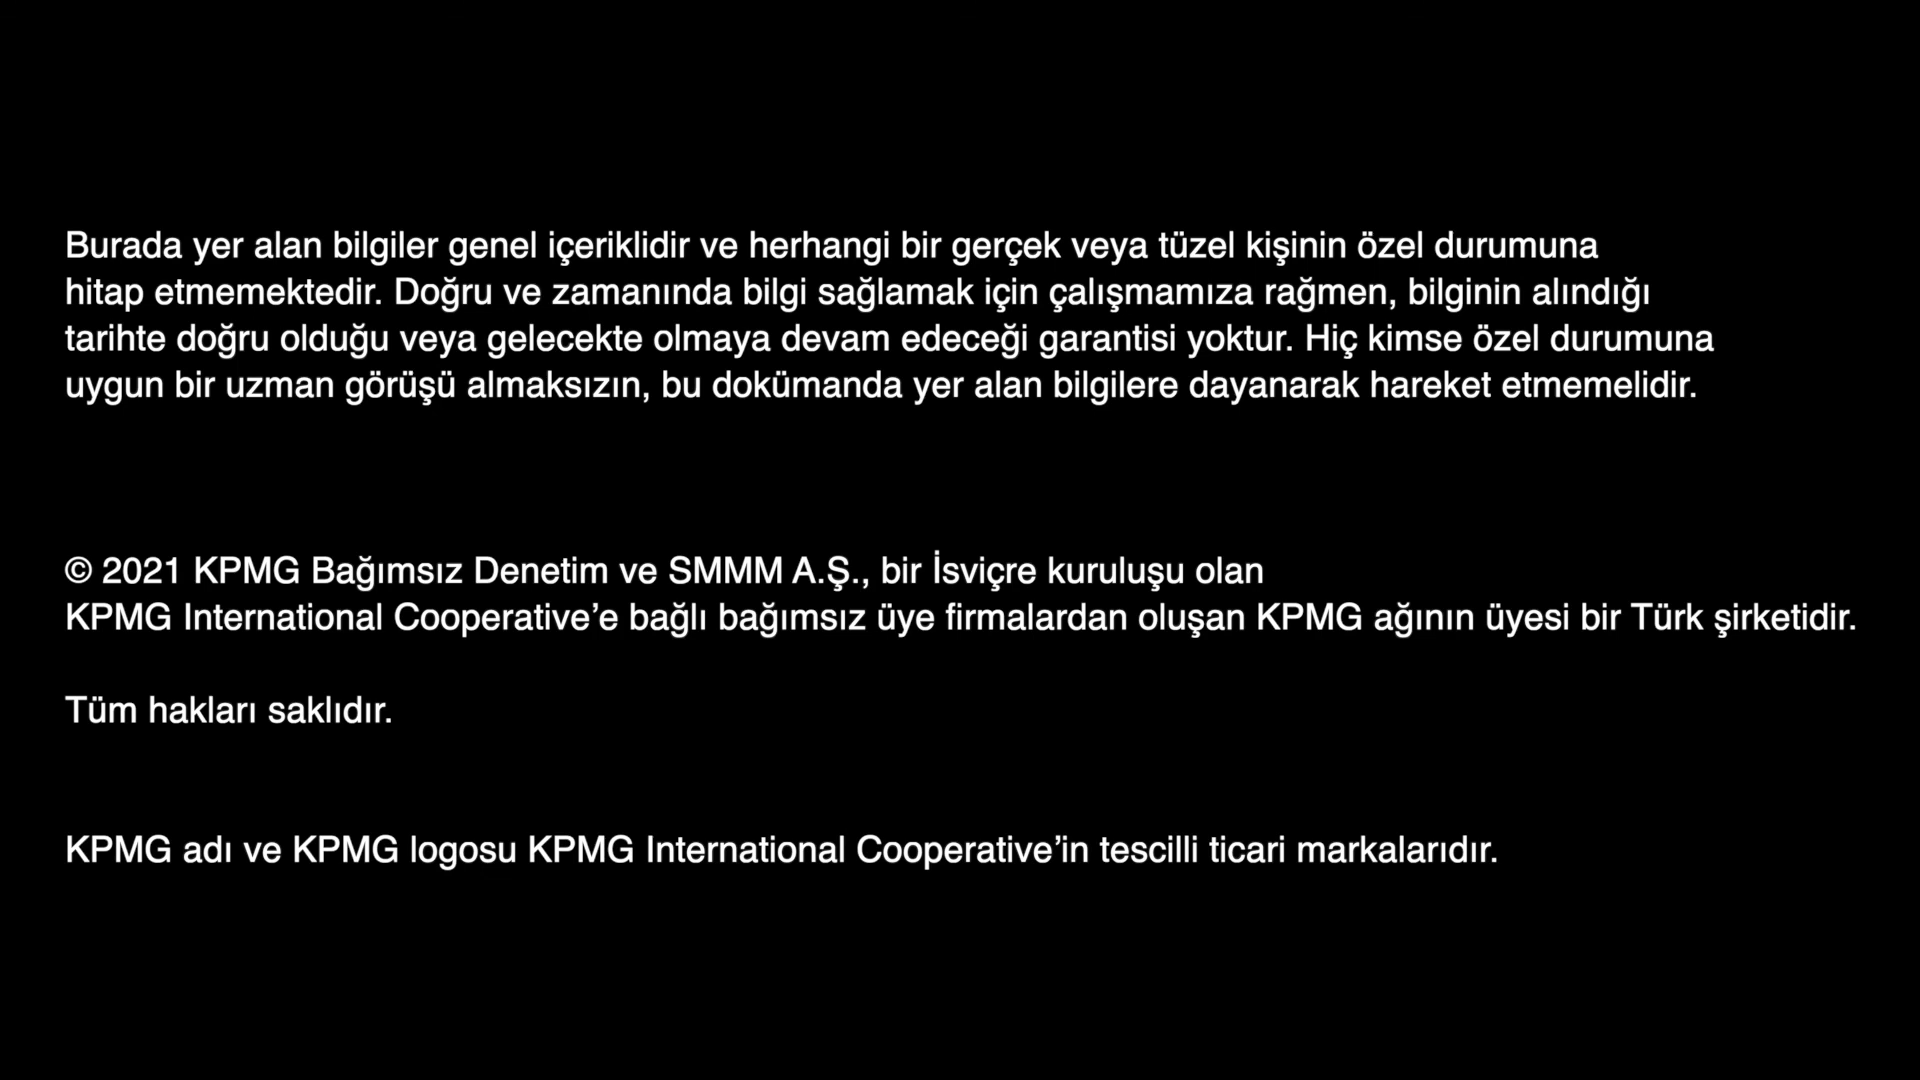 Burada yer alan bilgiler genel içeriklidir ve herhangi bir gerçek veya tüzel kişinin özel durumuna
hitap etmemektedir. Doğru ve zamanında bilgi sağlamak için çalışmamıza rağmen, bilginin alındığı
tarihte doğru olduğu veya gelecekte olmaya devam edeceği garantisi yoktur. Hiç kimse özel durumuna
uygun bir uzman görüşü almaksızın, bu dokümanda yer alan bilgilere dayanarak hareket etmemelidir.
© 2021 KPMG Bağımsız Denetim ve SMMM A.Ş., bir İsviçre kuruluşu olan
KPMG International Cooperative’e bağlı bağımsız üye firmalardan oluşan KPMG ağının üyesi bir Türk şirketidir.
Tüm hakları saklıdır.
KPMG adı ve KPMG logosu KPMG International Cooperative’in tescilli ticari markalarıdır.